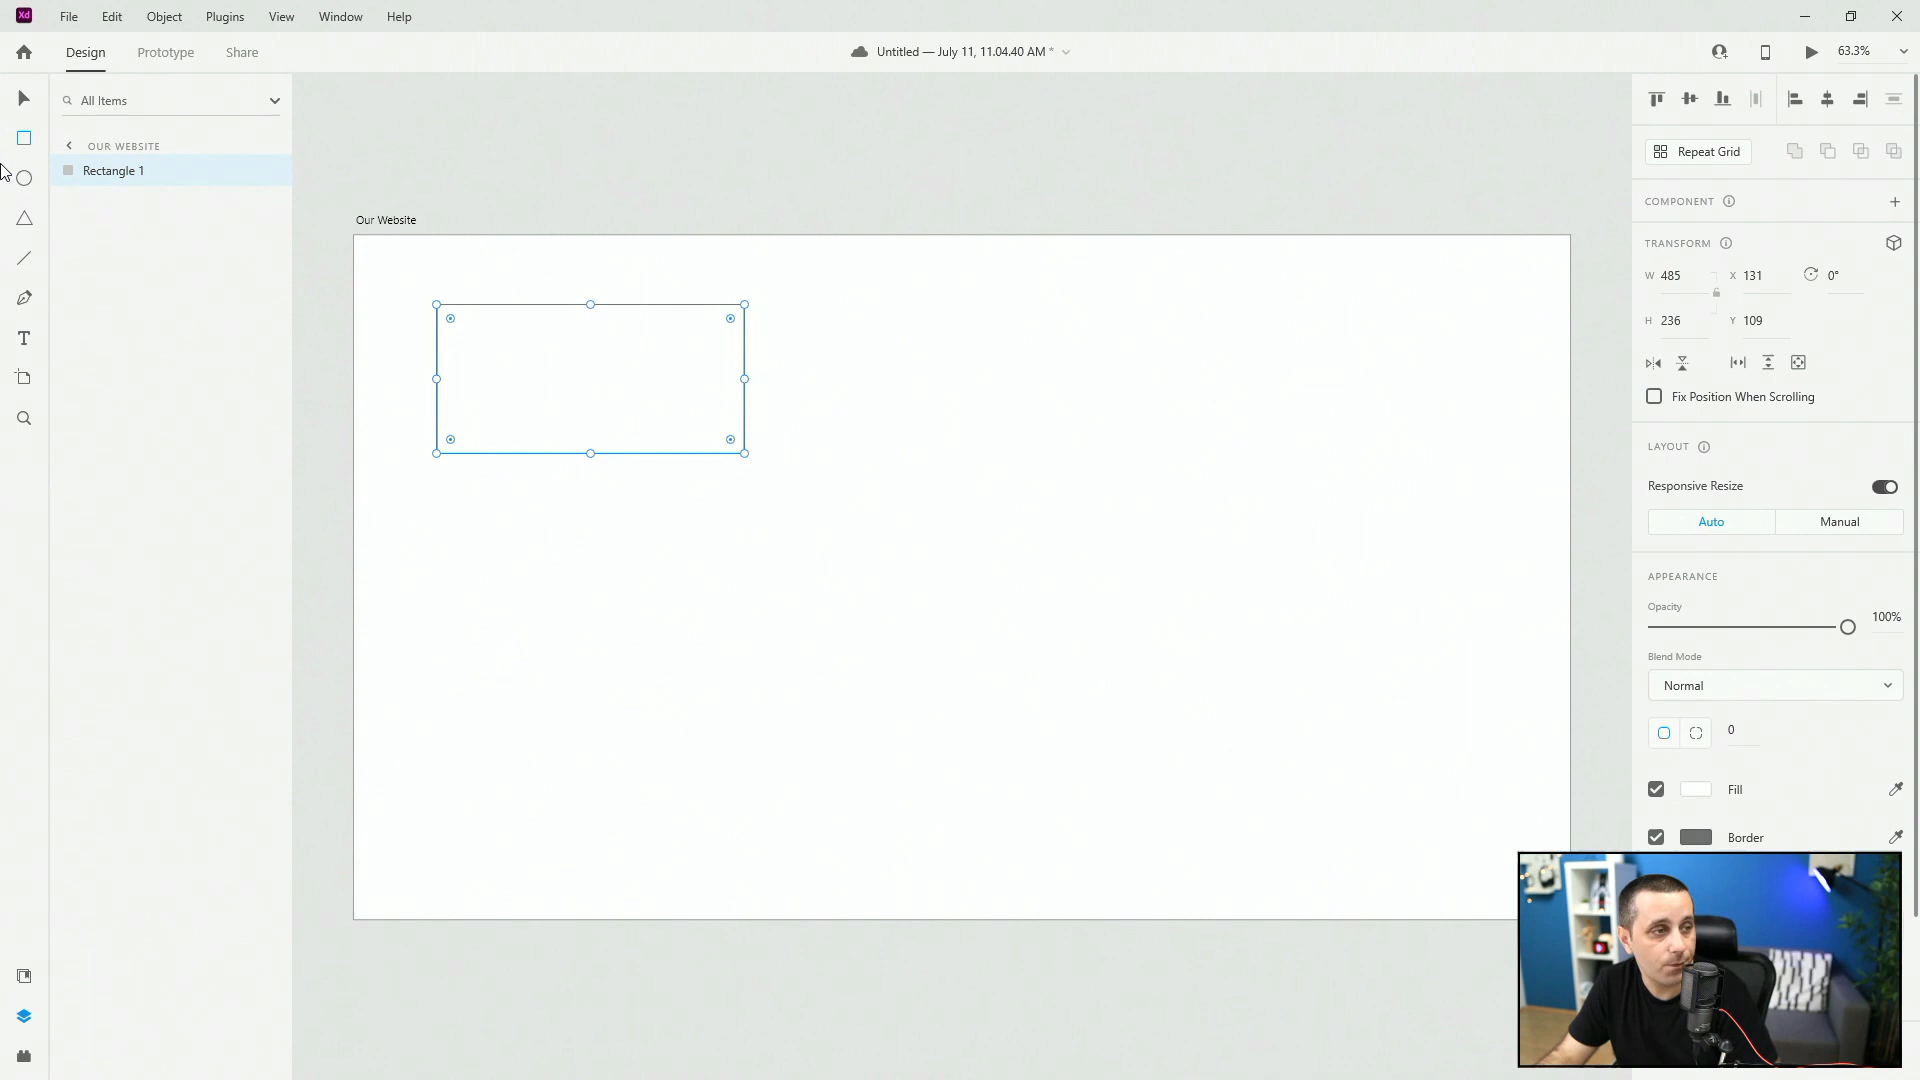 Xd File Edit Object Plugins View Window Help
Design Prototype Share Untitled — July 11, 11.04.40 AM * 63.3%
All Items
OUR WEBSITE
Rectangle 1
Our Website
Repeat Grid
COMPONENT
TRANSFORM
W 485 X 131 0°
H 236 Y 109
Fix Position When Scrolling
LAYOUT
Responsive Resize
Auto Manual
APPEARANCE
Opacity
100%
Blend Mode
Normal
0
Fill
Border